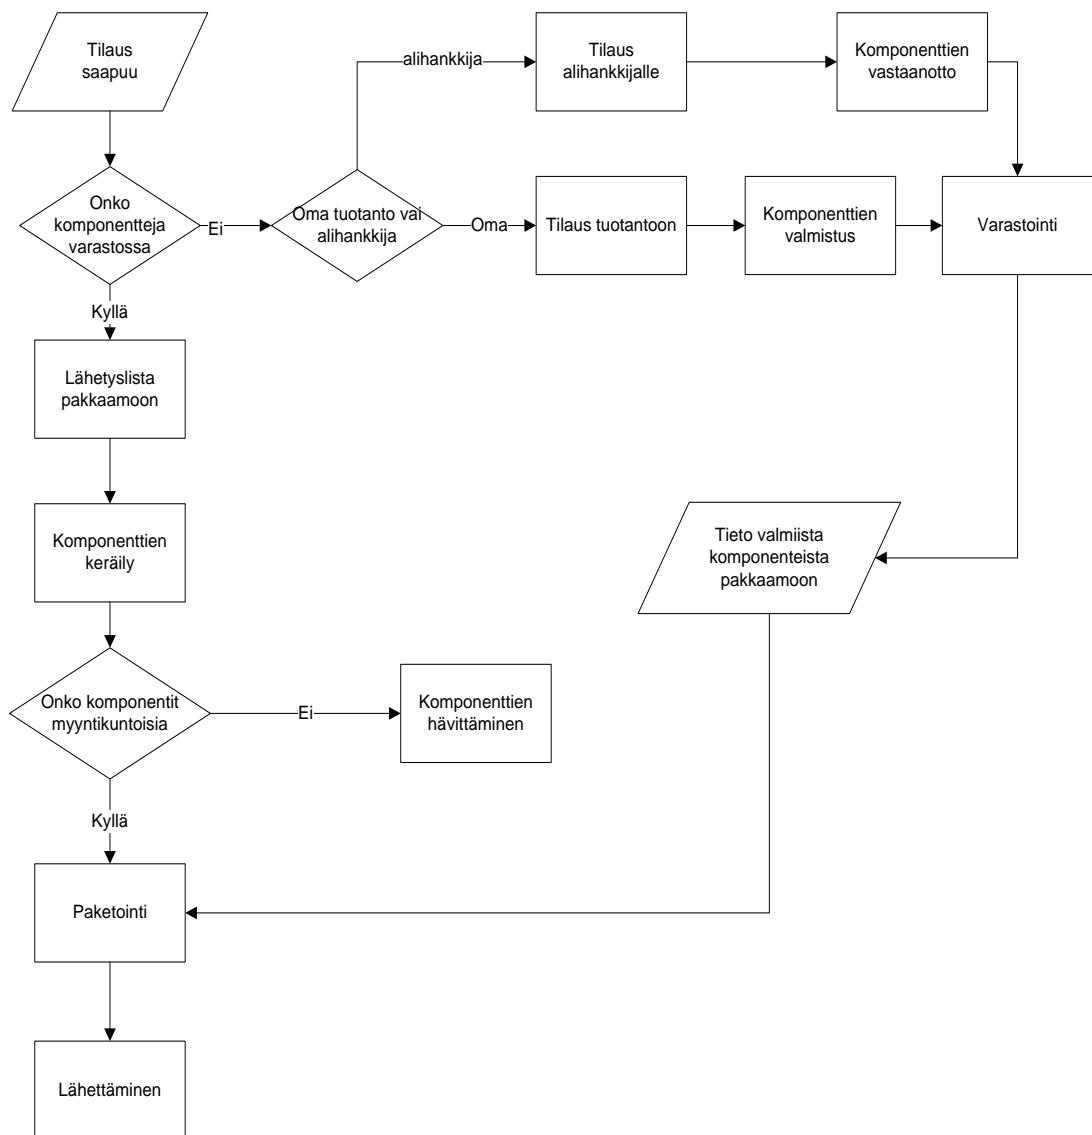 Tilaus
saapuu
alihankkija
Tilaus
alihankkijalle
Komponenttien
vastaanotto
Onko
komponentteja
varastossa
Ei
Oma tuotanto vai
alihankkija
Oma
Tilaus tuotantoon
Komponenttien
valmistus
Varastointi
Kyllä
Lähetyslista
pakkaamoon
Komponenttien
keräily
Tieto valmiista
komponenteista
pakkaamoon
Onko komponentit
myyntikuntoisia
Ei
Komponenttien
hävittäminen
Kyllä
Paketointi
Lähettäminen